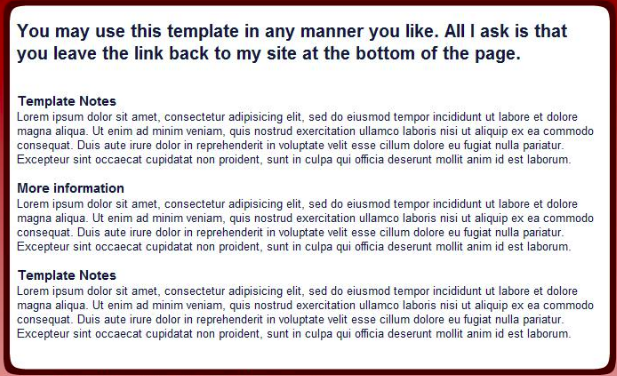 You may use this template in any manner you like. All I ask is that
you leave the link back to my site at the bottom of the page.
Template Notes
Lorem ipsum dolor sit amet, consectetur adipisicing elit, sed do eiusmod tempor incididunt ut labore et dolore
magna aliqua. Ut enim ad minim veniam, quis nostrud exercitation ullamco laboris nisi ut aliquip ex ea commodo
consequat. Duis aute irure dolor in reprehenderit in voluptate velit esse cillum dolore eu fugiat nulla pariatur.
Excepteur sint occaecat cupidatat non proident, sunt in culpa qui officia deserunt mollit anim id est laborum.
More information
Lorem ipsum dolor sit amet, consectetur adipisicing elit, sed do eiusmod tempor incididunt ut labore et dolore
magna aliqua. Ut enim ad minim veniam, quis nostrud exercitation ullamco laboris nisi ut aliquip ex ea commodo
consequat. Duis aute irure dolor in reprehenderit in voluptate velit esse cillum dolore eu fugiat nulla pariatur.
Excepteur sint occaecat cupidatat non proident, sunt in culpa qui officia deserunt mollit anim id est laborum.
Template Notes
Lorem ipsum dolor sit amet, consectetur adipisicing elit, sed do eiusmod tempor incididunt ut labore et dolore
magna aliqua. Ut enim ad minim veniam, quis nostrud exercitation ullamco laboris nisi ut aliquip ex ea commodo
consequat. Duis aute irure dolor in reprehenderit in voluptate velit esse cillum dolore eu fugiat nulla pariatur.
Excepteur sint occaecat cupidatat non proident, sunt in culpa qui officia deserunt mollit anim id est laborum.